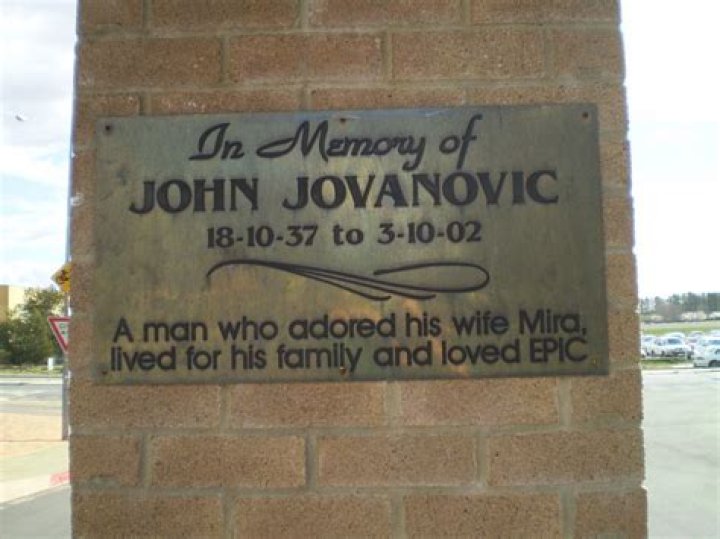 In Memory of
JOHN JOVANOVIC
18-10-37 to 3-10-02
A man who adored his wife Mira,
lived for his family and loved EPIC